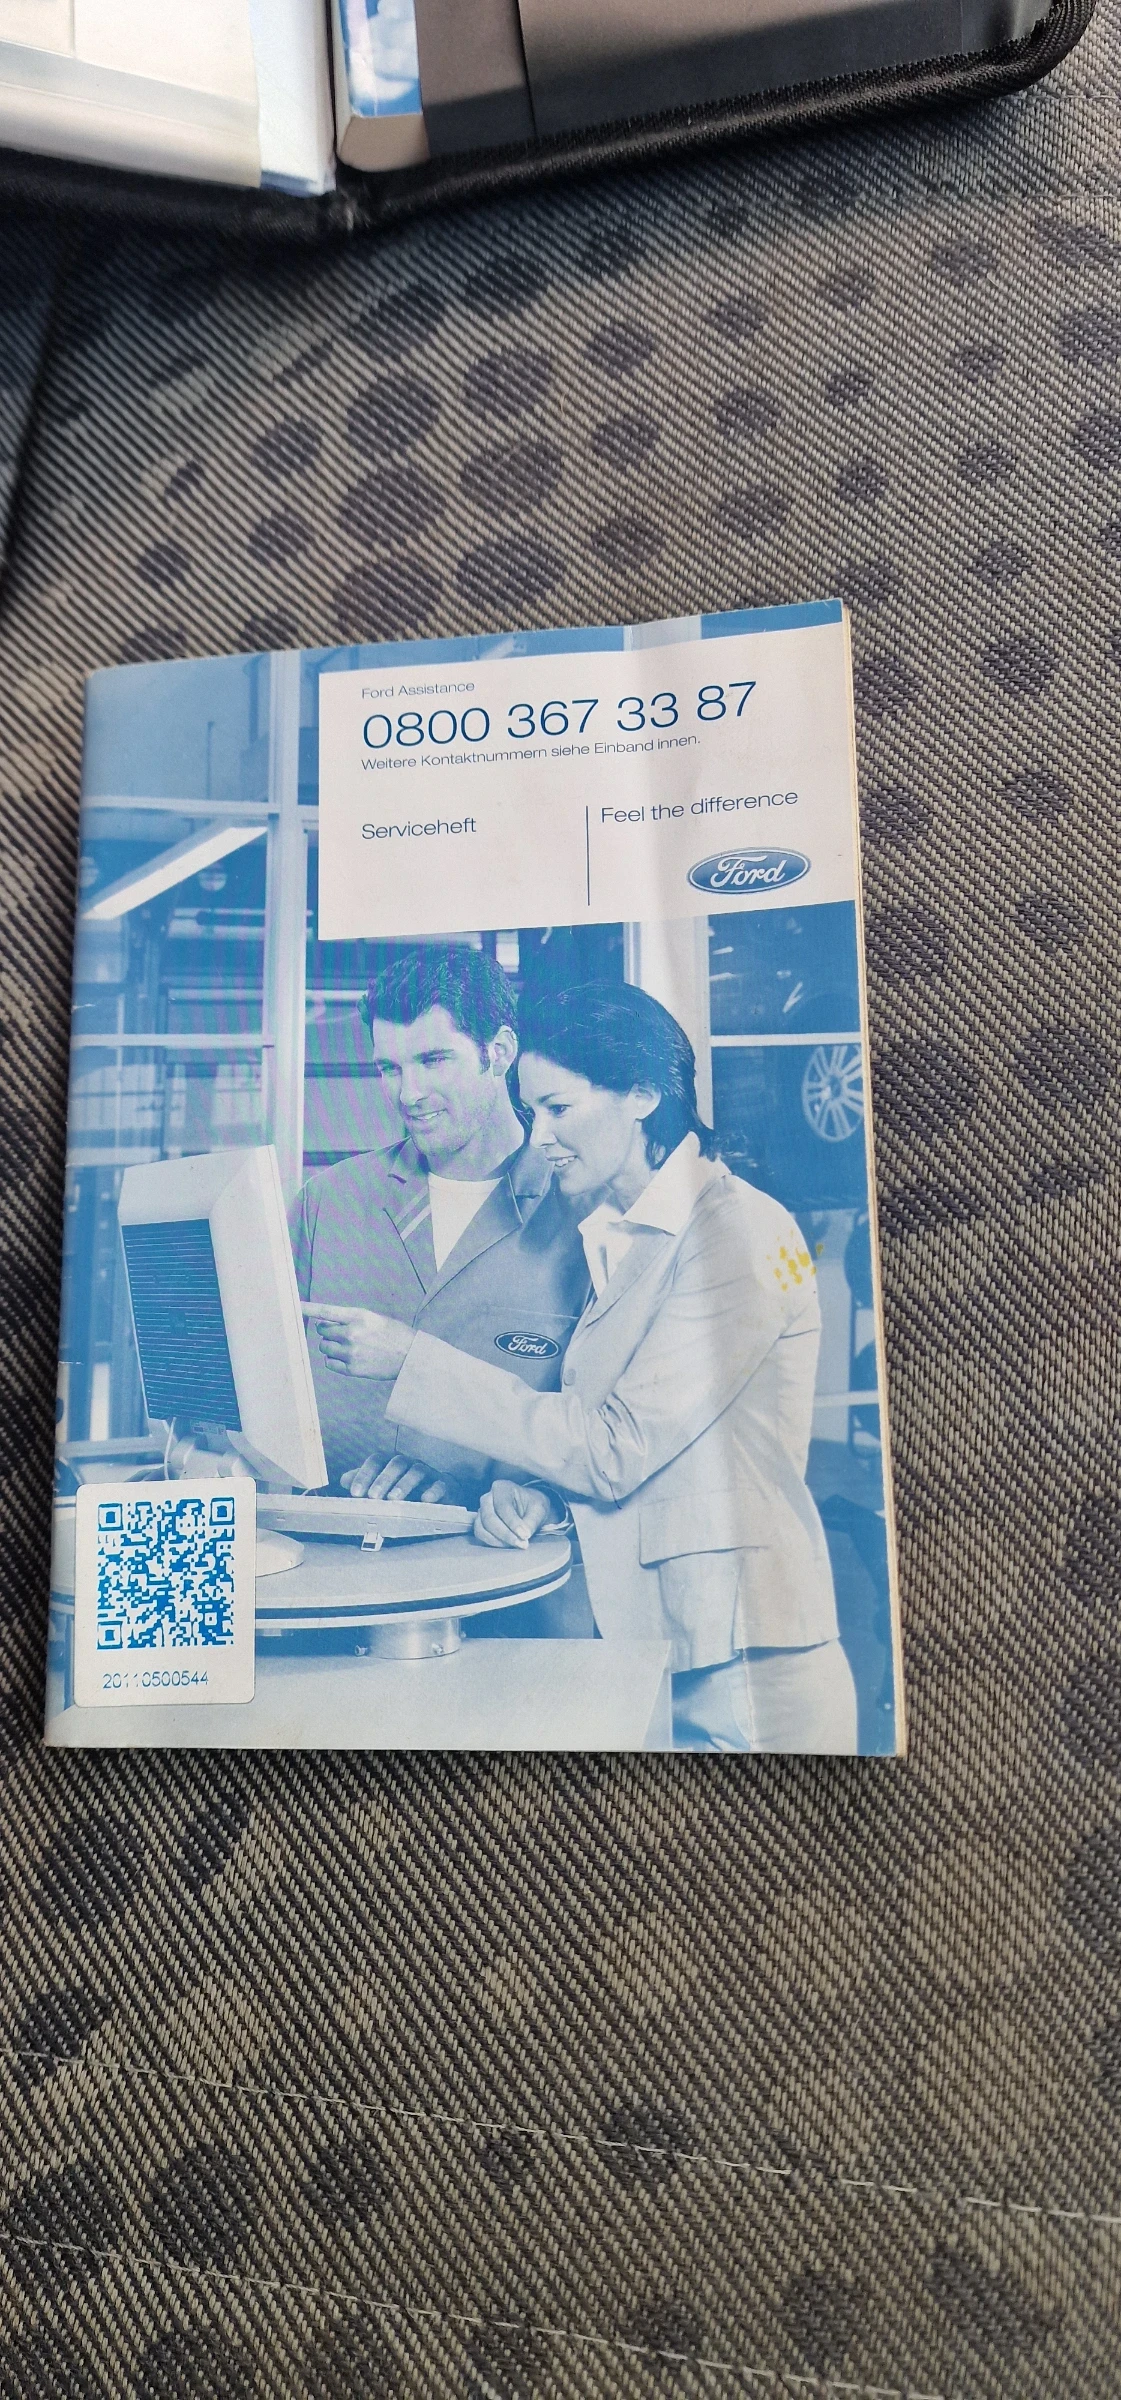 Ford Assistance
0800 367 33 87
Weitere Kontaktnummern siehe Einband innen.
Serviceheft
Feel the difference
Ford
Ford
20110500544